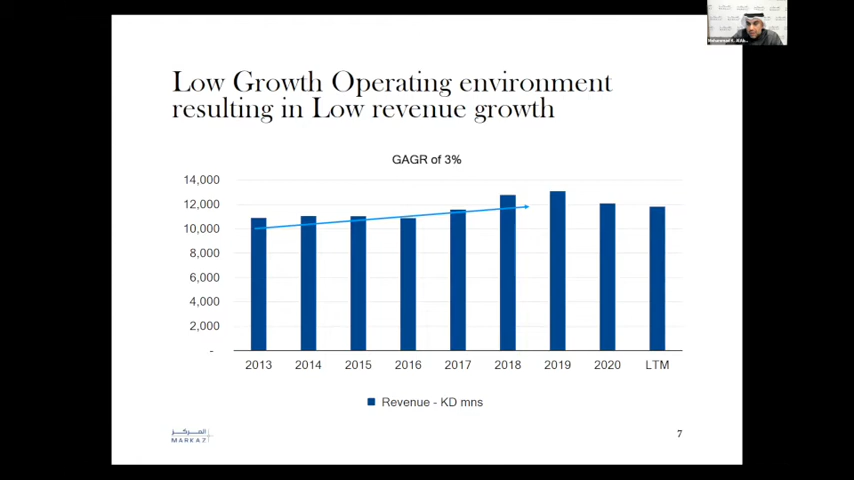 Low Growth Operating environment
resulting in Low revenue growth
GAGR of 3%
14,000
12,000
10,000
8,000
6,000
4,000
2,000
-
2013 2014 2015 2016 2017 2018 2019 2020 LTM
Revenue - KD mns
المركز
MARKAZ
7